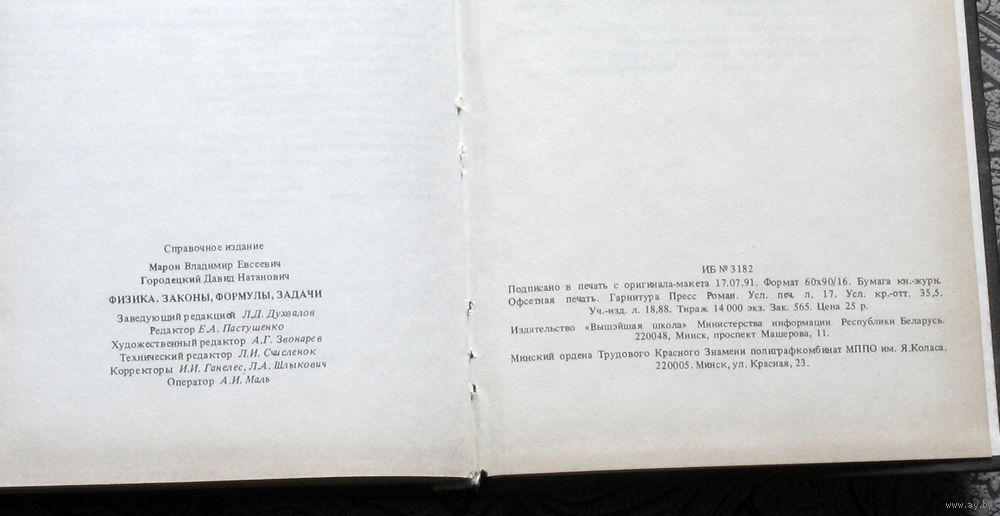 Справочное издание
Марон Владимир Евсеевич
Городецкий Давид Натанович
ФИЗИКА. ЗАКОНЫ, ФОРМУЛЫ, ЗАДАЧИ
Заведующий редакцией Л.Д. Духвалов
Редактор Е.А. Пастушенко
Художественный редактор А.Г. Звонарев
Технический редактор Л.И. Счисленок
Корректоры И.И. Ганелес, Л.А. Шлыкович
Оператор А.И. Маль
ИБ № 3182
Подписано в печать с оригинала-макета 17.07.91. Формат 60х90/16. Бумага кн.-журн.
Офсетная печать. Гарнитура Пресс Роман. Усл. печ. л. 17. Усл. кр.-отт. 35,5.
Уч.-изд. л. 18,88. Тираж 14 000 экз. Зак. 565. Цена 25 р.
Издательство «Вышэйшая школа» Министерства информации Республики Беларусь.
220048, Минск, проспект Машерова, 11.
Минский ордена Трудового Красного Знамени полиграфкомбинат МППО им. Я.Коласа.
220005. Минск, ул. Красная, 23.
www.ay.by